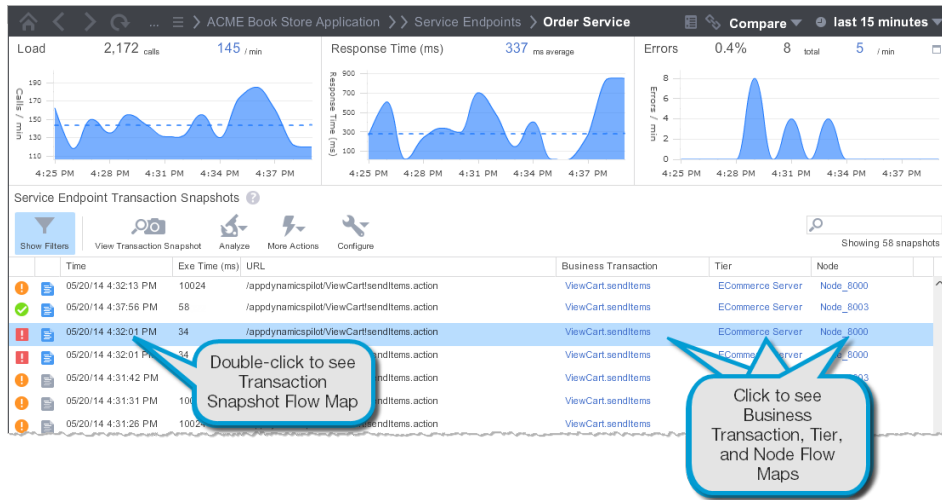 ... > ACME Book Store Application >> Service Endpoints > Order Service Compare last 15 minutes
Load 2,172 calls 145 / min
Response Time (ms) 337 ms average
Errors 0.4% 8 total 5 / min
Calls / min
190
170
150
130
110
4:25 PM 4:28 PM 4:31 PM 4:34 PM 4:37 PM
Response Time (ms)
900
700
500
300
100
4:25 PM 4:28 PM 4:31 PM 4:34 PM 4:37 PM
Errors / min
8
6
4
2
0
4:25 PM 4:28 PM 4:31 PM 4:34 PM 4:37 PM
Service Endpoint Transaction Snapshots ?
Show Filters View Transaction Snapshot Analyze More Actions Configure
Showing 58 snapshots
Time Exe Time (ms) URL Business Transaction Tier Node
05/20/14 4:32:13 PM 10024 /appdynamicspilot/ViewCart!sendItems.action ViewCart.sendItems ECommerce Server Node_8000
05/20/14 4:37:56 PM 58 /appdynamicspilot/ViewCart!sendItems.action ViewCart.sendItems ECommerce Server Node_8003
05/20/14 4:32:01 PM 34 /appdynamicspilot/ViewCart!sendItems.action ViewCart.sendItems ECommerce Server Node_8000
05/20/14 4:32:01 PM 34 /appdynamicspilot/ViewCart!sendItems.action ViewCart.sendItems
05/20/14 4:31:42 PM ViewCart.sendItems
05/20/14 4:31:31 PM ViewCart.sendItems
05/20/14 4:31:26 PM 10024 ViewCart.sendItems
Double-click to see
Transaction
Snapshot Flow Map
Click to see
Business
Transaction, Tier,
and Node Flow
Maps